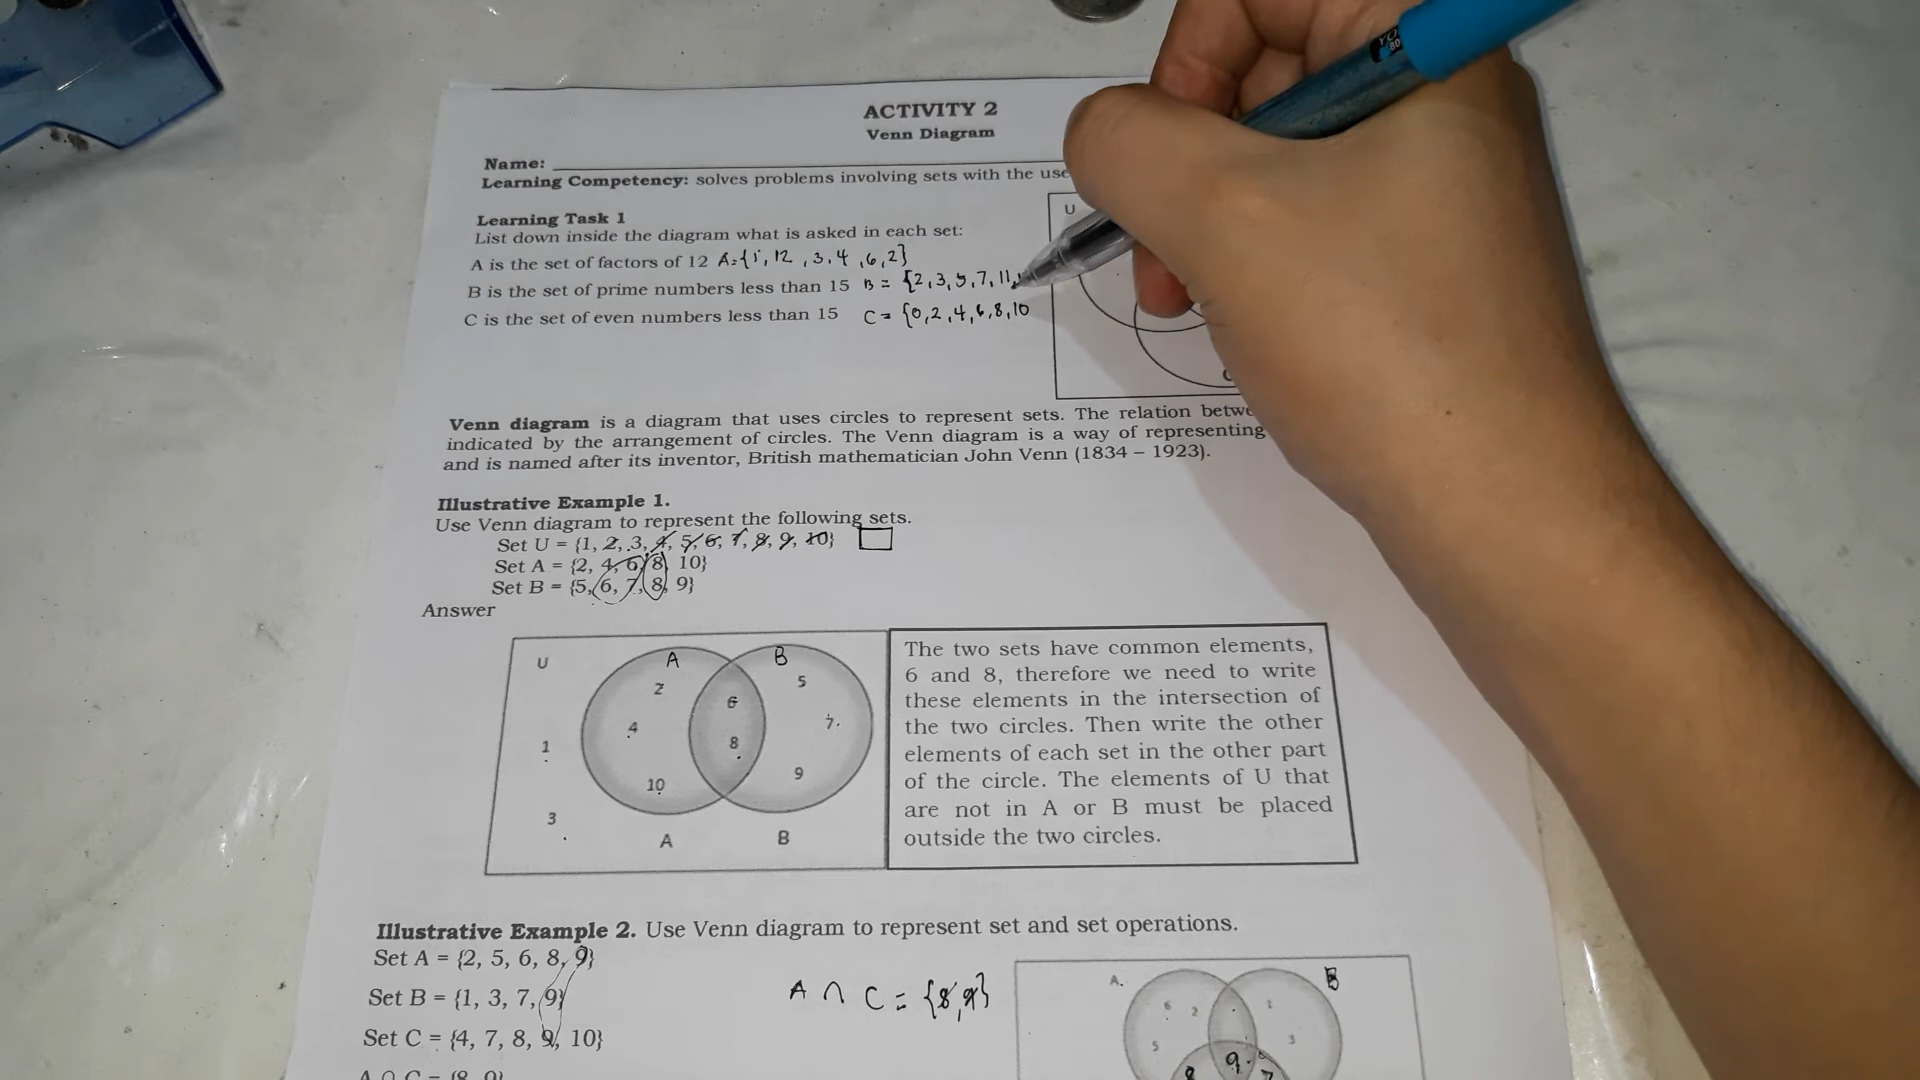 ACTIVITY 2
Venn Diagram
Name:
Learning Competency: solves problems involving sets with the use
Learning Task 1
List down inside the diagram what is asked in each set:
A is the set of factors of 12 A={1, 12, 3, 4, 6, 2}
B is the set of prime numbers less than 15 B = {2, 3, 5, 7, 11,
C is the set of even numbers less than 15 C = {0, 2, 4, 6, 8, 10
U
C
Venn diagram is a diagram that uses circles to represent sets. The relation
indicated by the arrangement of circles. The Venn diagram is a way of representing
and is named after its inventor, British mathematician John Venn (1834 – 1923).
Illustrative Example 1.
Use Venn diagram to represent the following sets.
Set U = {1, 2, 3, 4, 5, 6, 7, 8, 9, 10}
Set A = {2, 4, 6, 8, 10}
Set B = {5, 6, 7, 8, 9}
Answer
U A B
2 6 5
4 7
1 8
10 9
3
A B
The two sets have common elements,
6 and 8, therefore we need to write
these elements in the intersection of
the two circles. Then write the other
elements of each set in the other part
of the circle. The elements of U that
are not in A or B must be placed
outside the two circles.
Illustrative Example 2. Use Venn diagram to represent set and set operations.
Set A = {2, 5, 6, 8, 9}
Set B = {1, 3, 7, 9}
Set C = {4, 7, 8, 9, 10}
A ∩ C = {8, 9}
A ∩ C = {8, 9}
A. B
6 2 1
5 3
9
8 7
YO
80